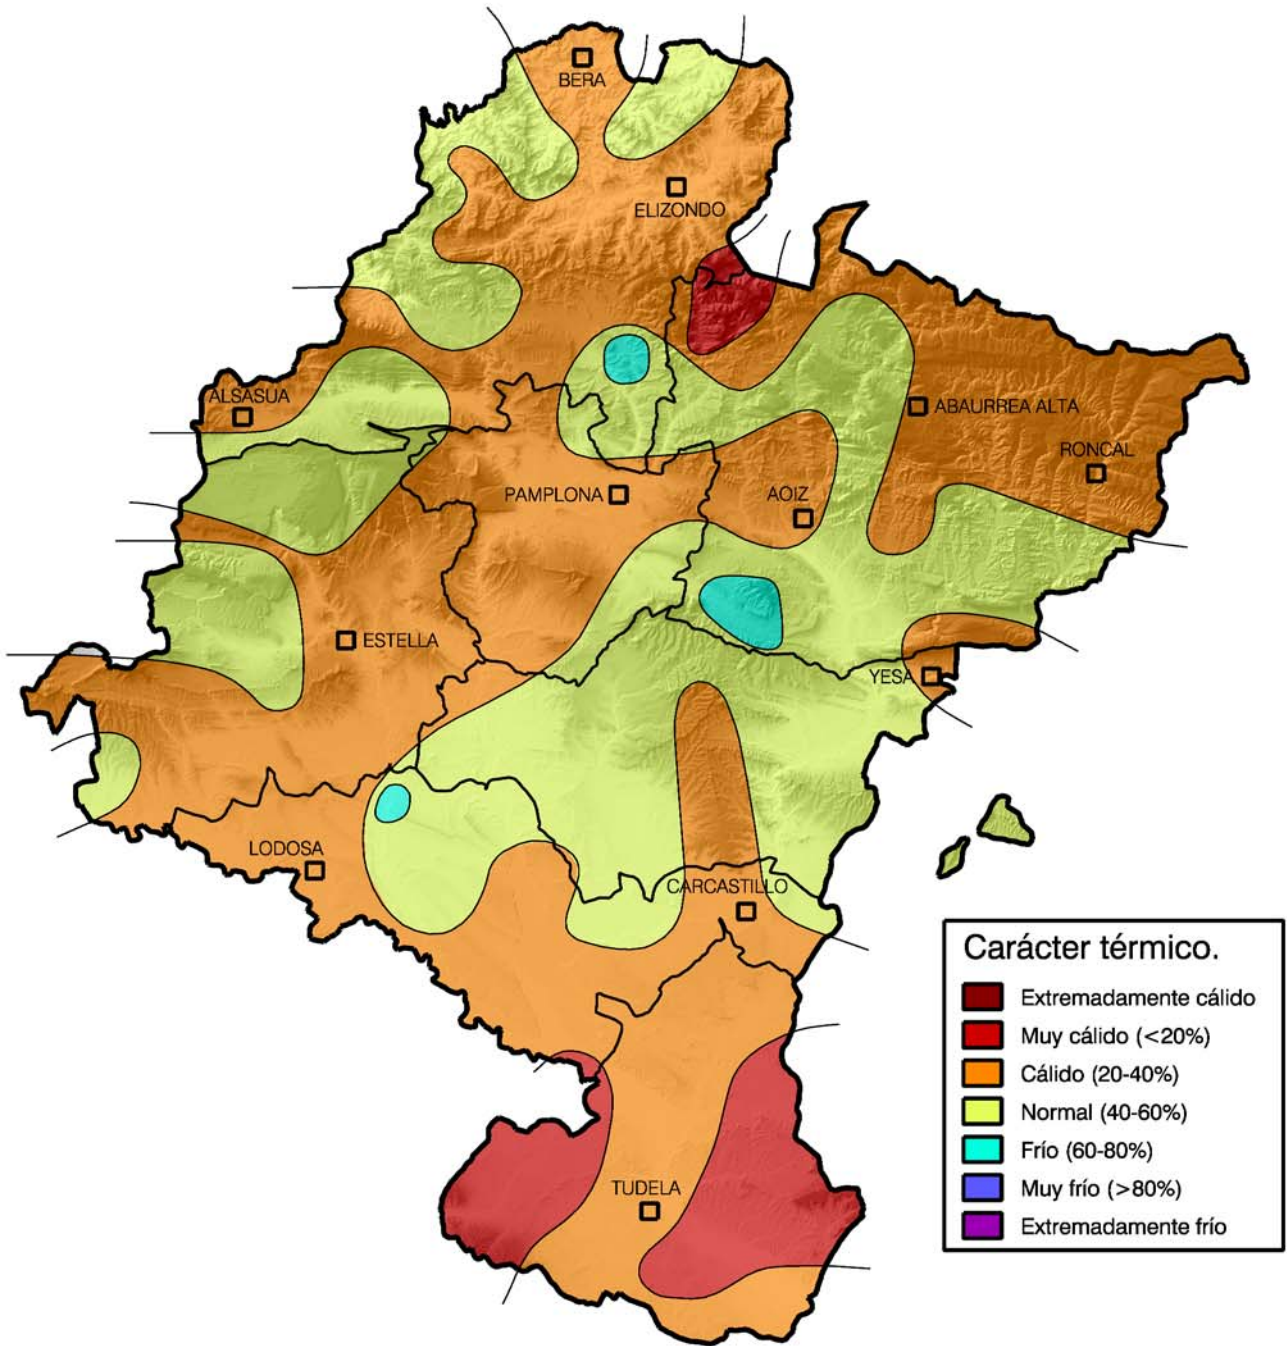 BERA
ELIZONDO
ALSASUA
ABAURREA ALTA
RONCAL
PAMPLONA
AOIZ
ESTELLA
YESA
LODOSA
CARCASTILLO
TUDELA
Carácter térmico.
Extremadamente cálido
Muy cálido (<20%)
Cálido (20-40%)
Normal (40-60%)
Frío (60-80%)
Muy frío (>80%)
Extremadamente frío